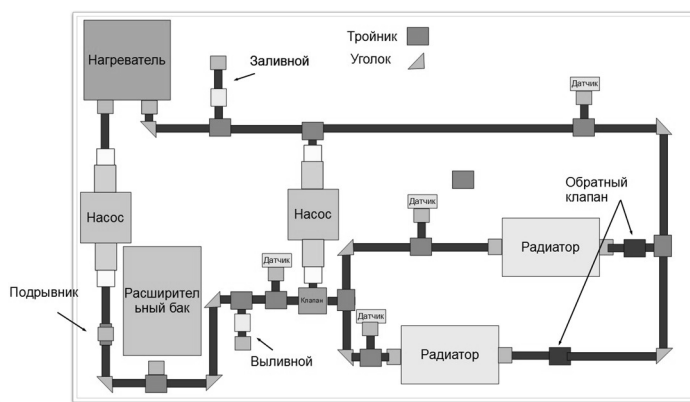 Тройник
Уголок
Нагреватель
Заливной
Датчик
Обратный
клапан
Насос
Насос
Датчик
Радиатор
Расширител
ьный бак
Датчик
Подрывник
Клапан
Датчик
Радиатор
Выливной